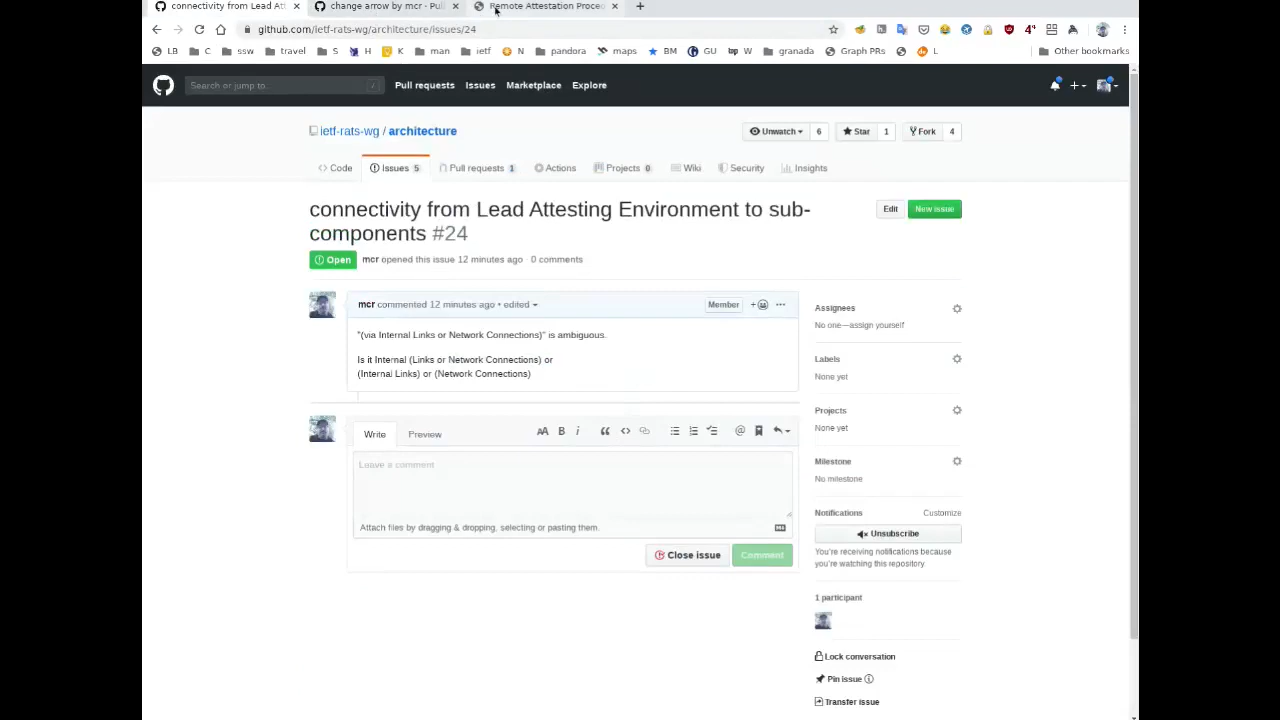 connectivity from Lead Att
change arrow by mcr · Pull
Remote Attestation Proced
github.com/ietf-rats-wg/architecture/issues/24
LB
C
ssw
travel
S
H
K
man
ietf
N
pandora
maps
BM
GU
W
granada
Graph PRs
L
Other bookmarks
Search or jump to...
/
Pull requests
Issues
Marketplace
Explore
ietf-rats-wg / architecture
Unwatch 6
Star 1
Fork 4
Code
Issues 5
Pull requests 1
Actions
Projects 0
Wiki
Security
Insights
connectivity from Lead Attesting Environment to sub-
components #24
Edit
New issue
Open
mcr opened this issue 12 minutes ago · 0 comments
mcr commented 12 minutes ago • edited
Member
"(via Internal Links or Network Connections)" is ambiguous.
Is it Internal (Links or Network Connections) or
(Internal Links) or (Network Connections)
Write
Preview
AA B i
Leave a comment
Attach files by dragging & dropping, selecting or pasting them.
Close issue
Comment
Assignees
No one—assign yourself
Labels
None yet
Projects
None yet
Milestone
No milestone
Notifications
Customize
Unsubscribe
You're receiving notifications because
you're watching this repository
1 participant
Lock conversation
Pin issue
Transfer issue